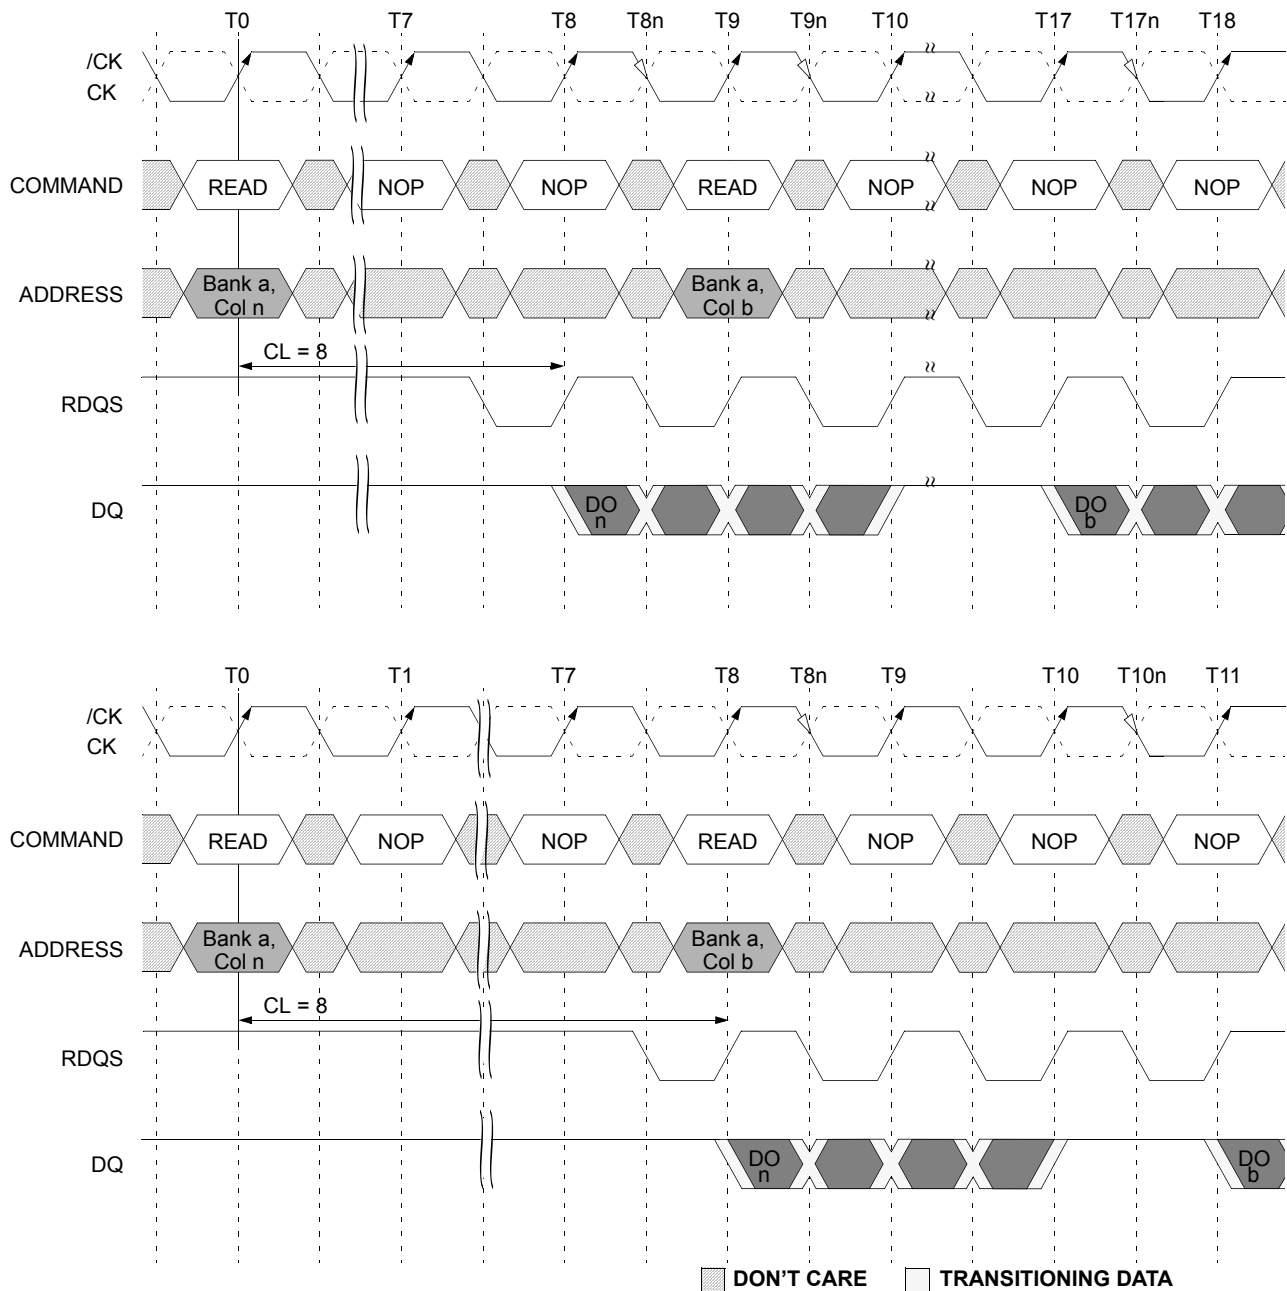 T0 T7 T8 T8n T9 T9n T10 T17 T17n T18
/CK
CK
COMMAND READ NOP NOP READ NOP NOP NOP
ADDRESS Bank a, Col n Bank a, Col b
CL = 8
RDQS
DQ DO n DO b
T0 T1 T7 T8 T8n T9 T10 T10n T11
/CK
CK
COMMAND READ NOP NOP READ NOP NOP NOP
ADDRESS Bank a, Col n Bank a, Col b
CL = 8
RDQS
DQ DO n DO b
DON'T CARE TRANSITIONING DATA